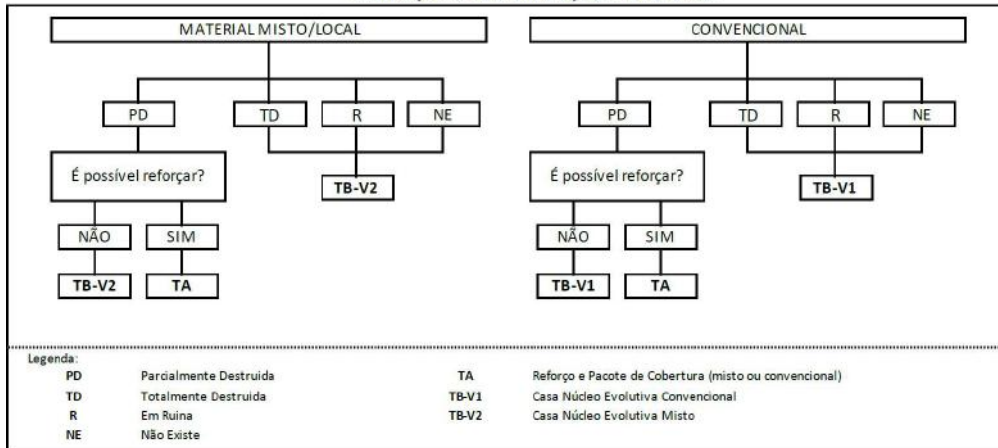 MATERIAL MISTO/LOCAL CONVENCIONAL
PD TD R NE PD TD R NE
É possível reforçar? É possível reforçar?
TB-V2 TB-V1
NÃO SIM NÃO SIM
TB-V2 TA TB-V1 TA
Legenda:
PD Parcialmente Destruida TA Reforço e Pacote de Cobertura (misto ou convencional)
TD Totalmente Destruida TB-V1 Casa Núcleo Evolutiva Convencional
R Em Ruina TB-V2 Casa Núcleo Evolutiva Misto
NE Não Existe